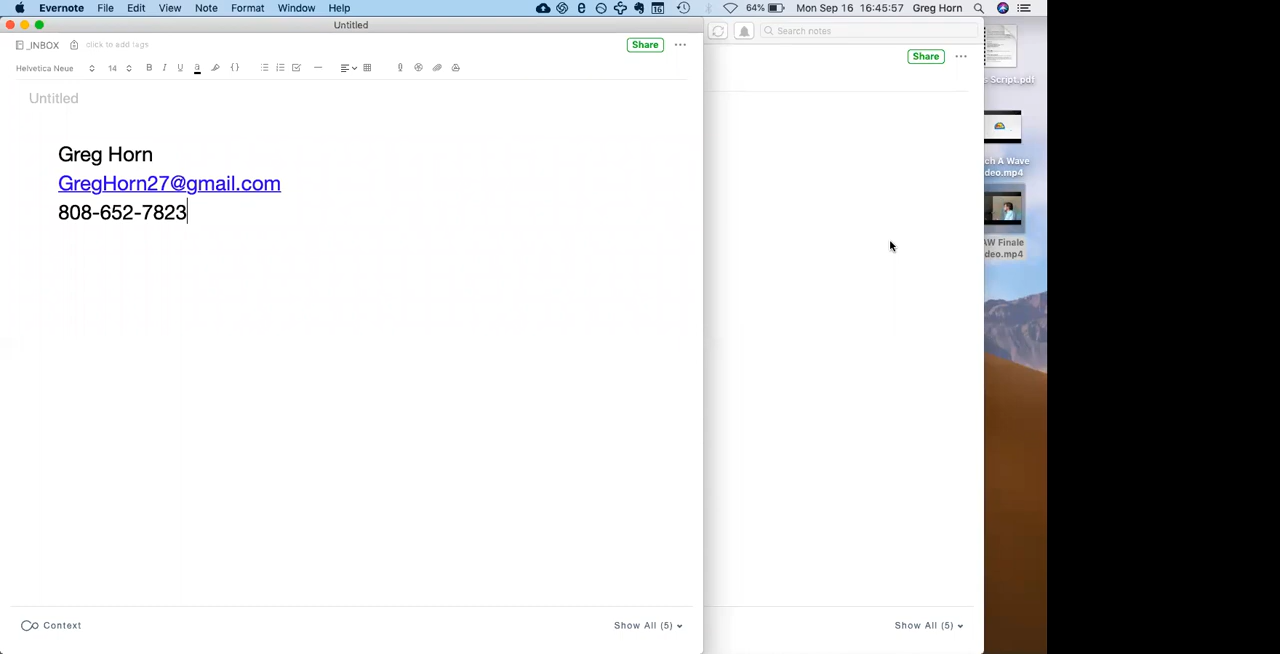 Evernote File Edit View Note Format Window Help 16 64% Mon Sep 16 16:45:57 Greg Horn
Untitled
_INBOX click to add tags Share
Search notes
Share
Helvetica Neue 14 B I U a {}
Untitled
Greg Horn
GregHorn27@gmail.com
808-652-7823
Script.pdf
ch A Wave
deo.mp4
AW Finale
deo.mp4
Context Show All (5)
Show All (5)